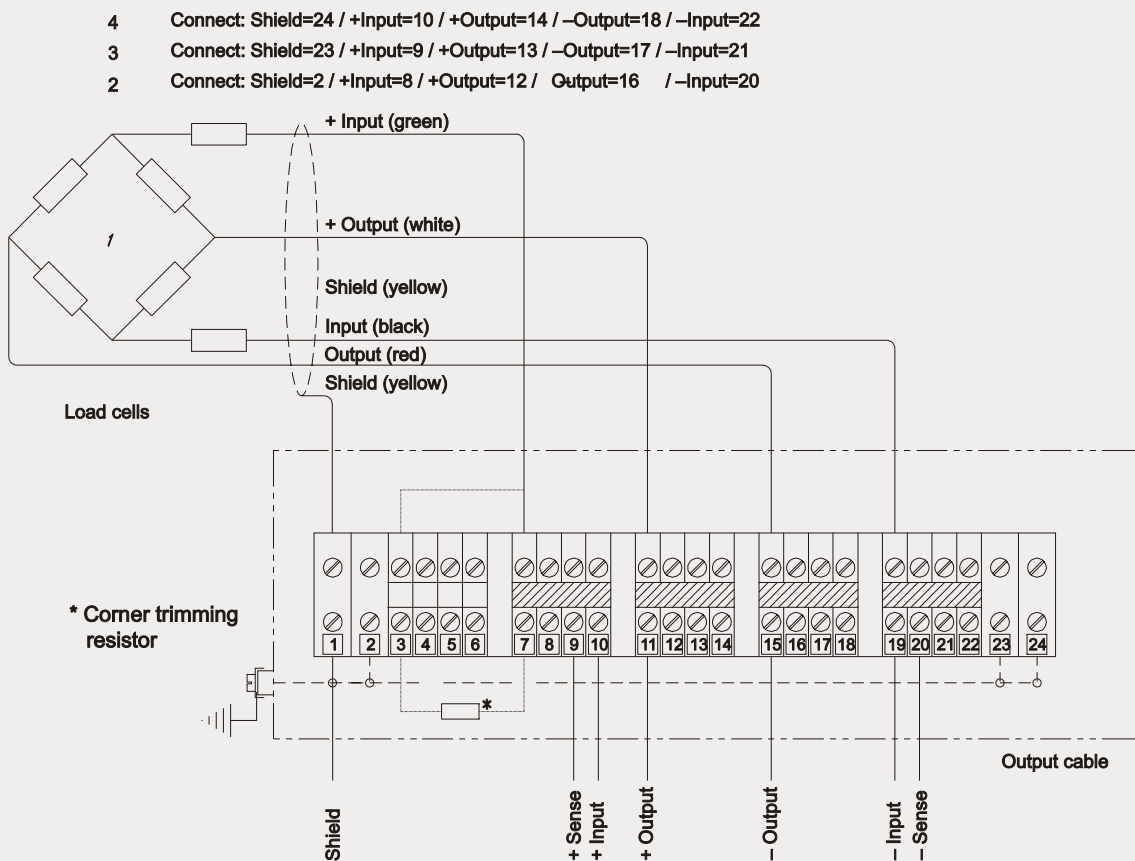 4 Connect: Shield=24 / +Input=10 / +Output=14 / –Output=18 / –Input=22
3 Connect: Shield=23 / +Input=9 / +Output=13 / –Output=17 / –Input=21
2 Connect: Shield=2 / +Input=8 / +Output=12 / –Output=16 / –Input=20
+ Input (green)
+ Output (white)
1
Shield (yellow)
Input (black)
Output (red)
Shield (yellow)
Load cells
* Corner trimming
resistor
1 2 3 4 5 6 7 8 9 10 11 12 13 14 15 16 17 18 19 20 21 22 23 24
*
Output cable
Shield
+ Sense
+ Input
+ Output
– Output
– Input
– Sense